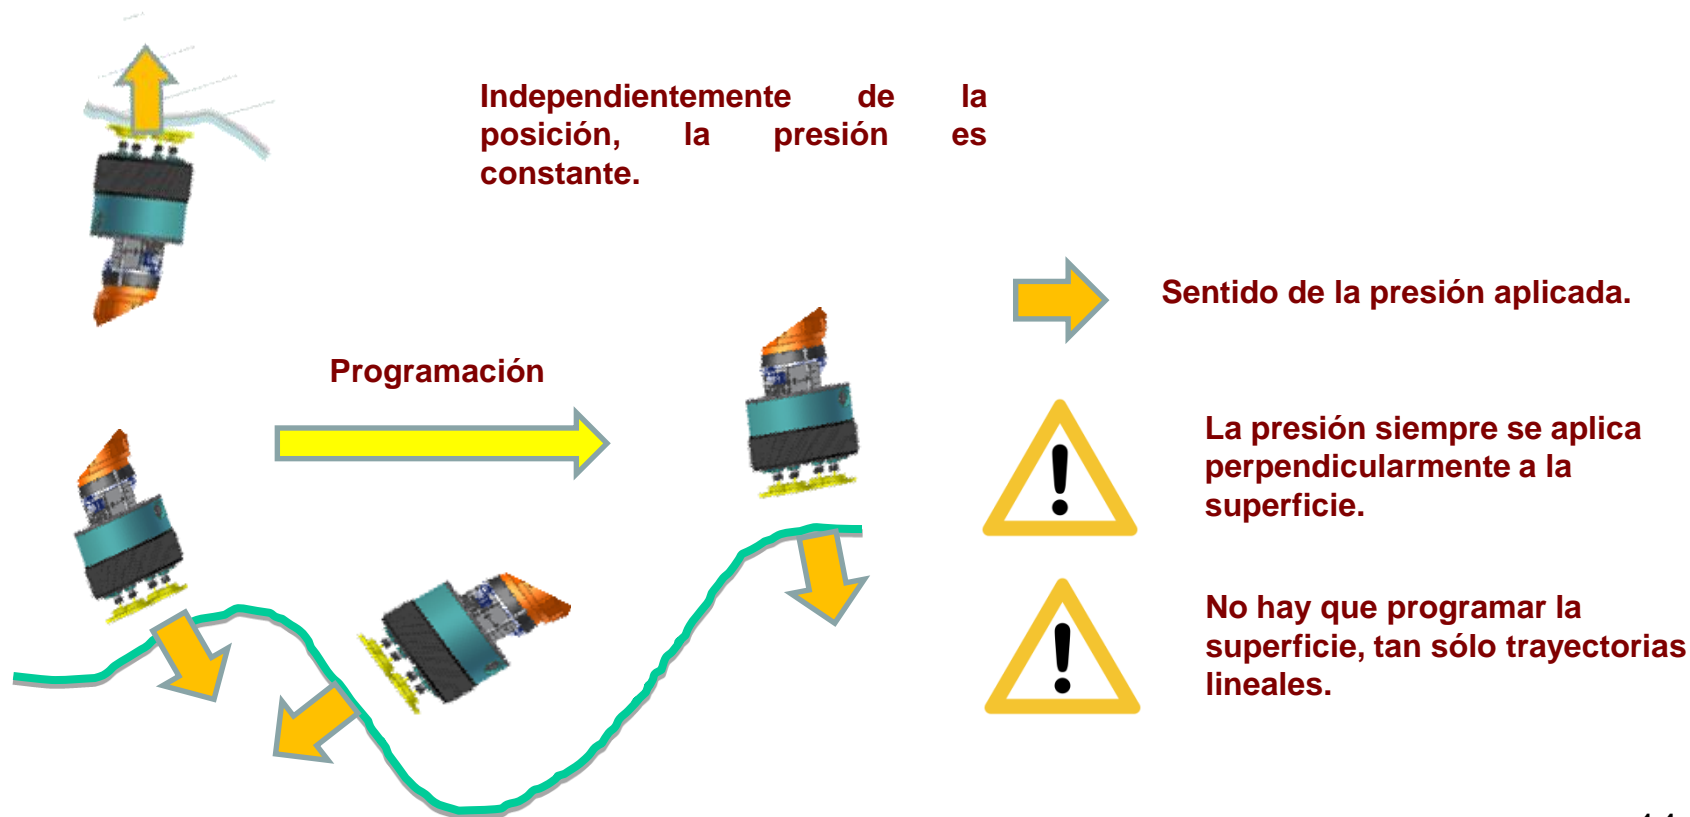 Independientemente de la
posición, la presión es
constante.
Sentido de la presión aplicada.
Programación
La presión siempre se aplica
perpendicularmente a la
superficie.
No hay que programar la
superficie, tan sólo trayectorias
lineales.